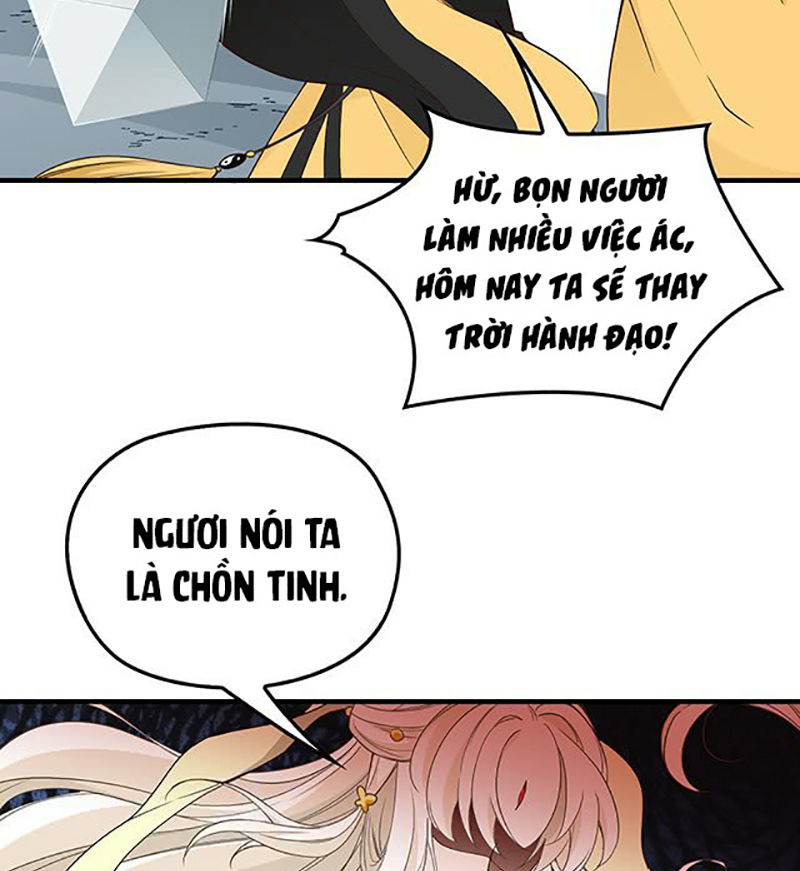 HỪ, BỌN NGƯƠI
LÀM NHIỀU VIỆC ÁC,
HÔM NAY TA SẼ THAY
TRỜI HÀNH ĐẠO!
NGƯƠI NÓI TA
LÀ CHỒN TINH.